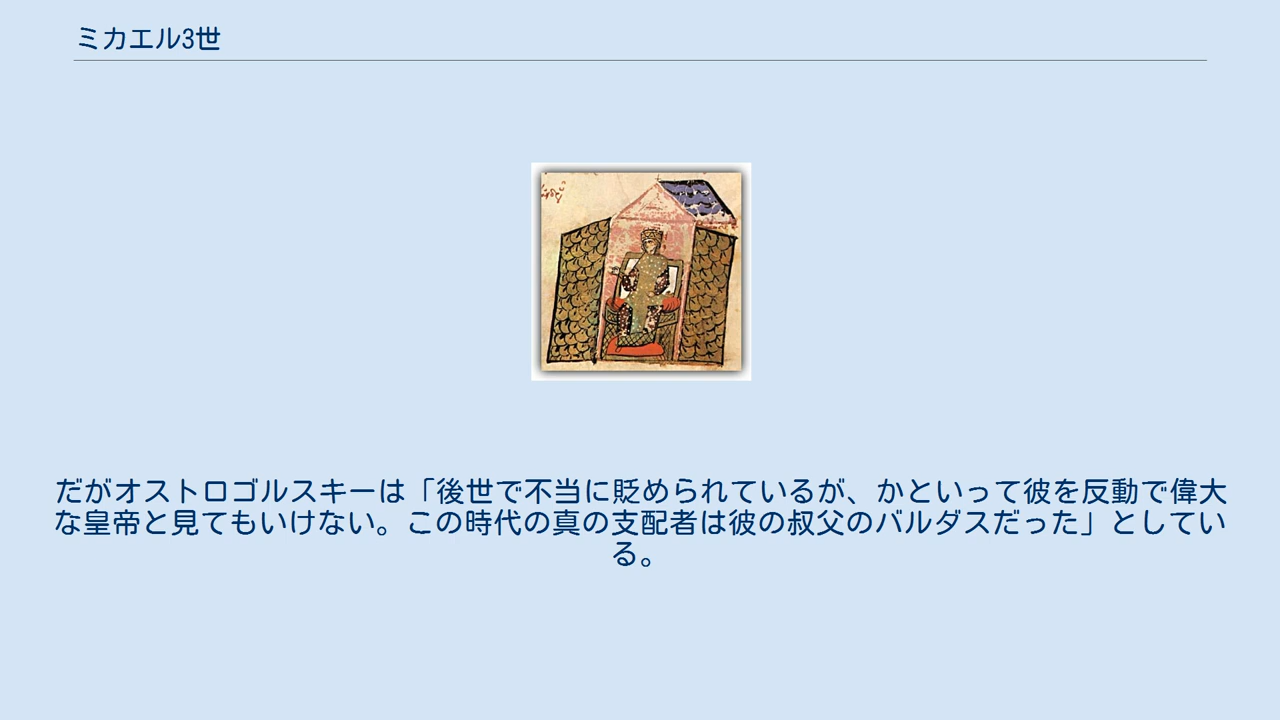 ミカエル3世
だがオストロゴルスキーは「後世で不当に貶められているが、かといって彼を反動で偉大
な皇帝と見てもいけない。この時代の真の支配者は彼の叔父のバルダスだった」としてい
る。